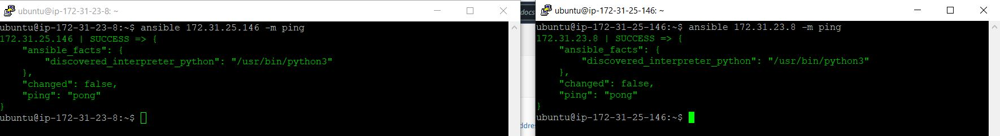 ubuntu@ip-172-31-23-8: ~
ubuntu@ip-172-31-23-8:~$ ansible 172.31.25.146 -m ping
172.31.25.146 | SUCCESS => {
    "ansible_facts": {
        "discovered_interpreter_python": "/usr/bin/python3"
    },
    "changed": false,
    "ping": "pong"
}
ubuntu@ip-172-31-23-8:~$
docs
ddres
ubuntu@ip-172-31-25-146: ~
ubuntu@ip-172-31-25-146:~$ ansible 172.31.23.8 -m ping
172.31.23.8 | SUCCESS => {
    "ansible_facts": {
        "discovered_interpreter_python": "/usr/bin/python3"
    },
    "changed": false,
    "ping": "pong"
}
ubuntu@ip-172-31-25-146:~$